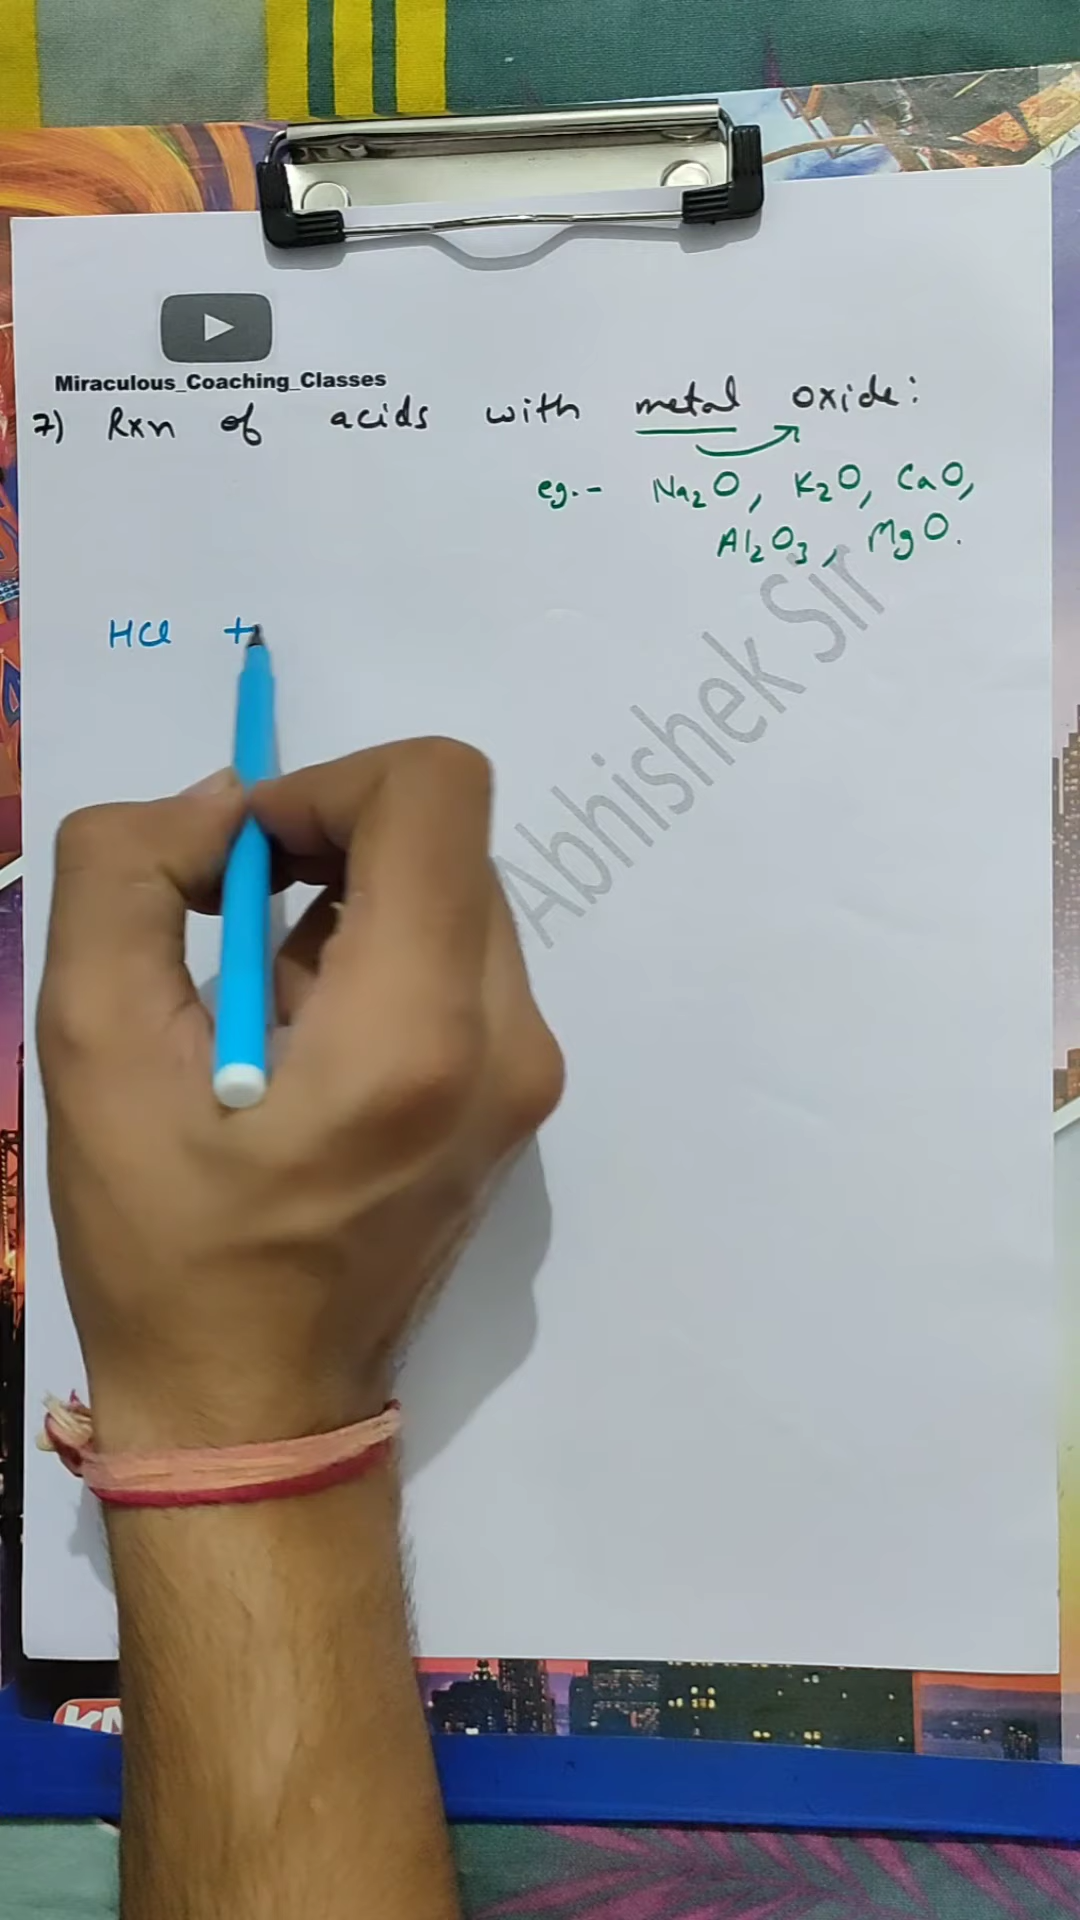 Miraculous_Coaching_Classes
7) Rxn of acids with metal oxide:
eg.- Na₂O, K₂O, CaO,
Al₂O₃, MgO.
HCl +
Abhishek Sir